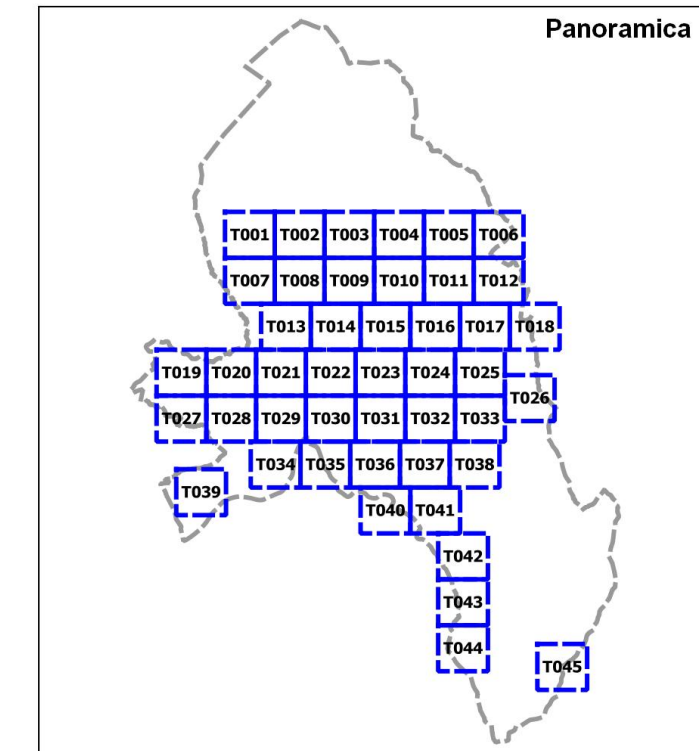 Panoramica
T001 T002 T003 T004 T005 T006
T007 T008 T009 T010 T011 T012
T013 T014 T015 T016 T017 T018
T019 T020 T021 T022 T023 T024 T025
T026
T027 T028 T029 T030 T031 T032 T033
T034 T035 T036 T037 T038
T039
T040 T041
T042
T043
T044
T045